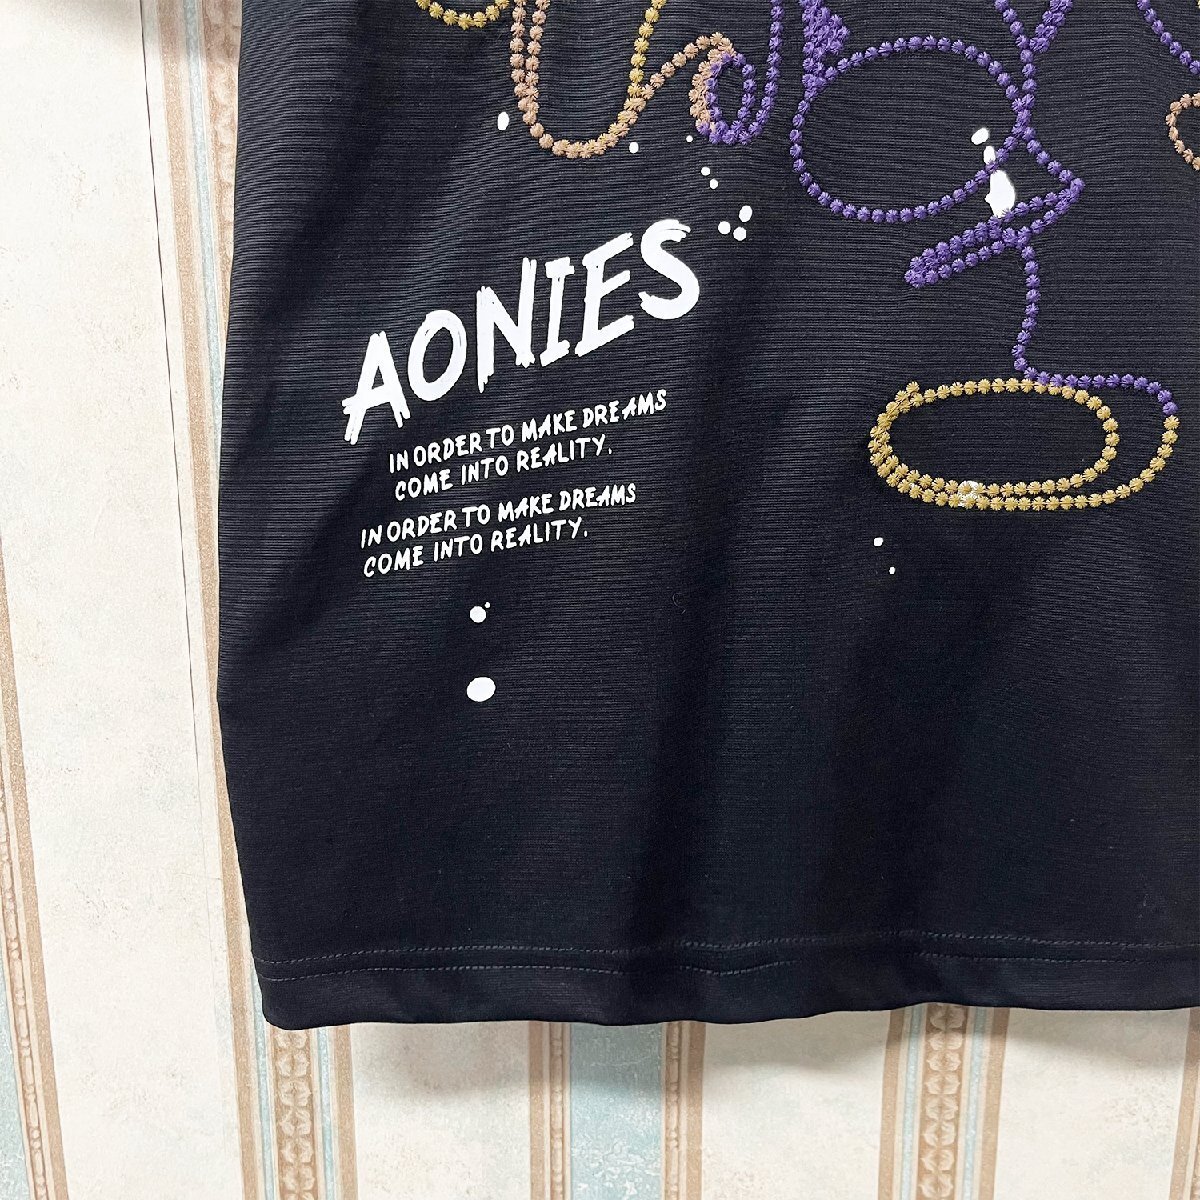 AONIES
IN ORDER TO MAKE DREAMS
COME INTO REALITY.
IN ORDER TO MAKE DREAMS
COME INTO REALITY.